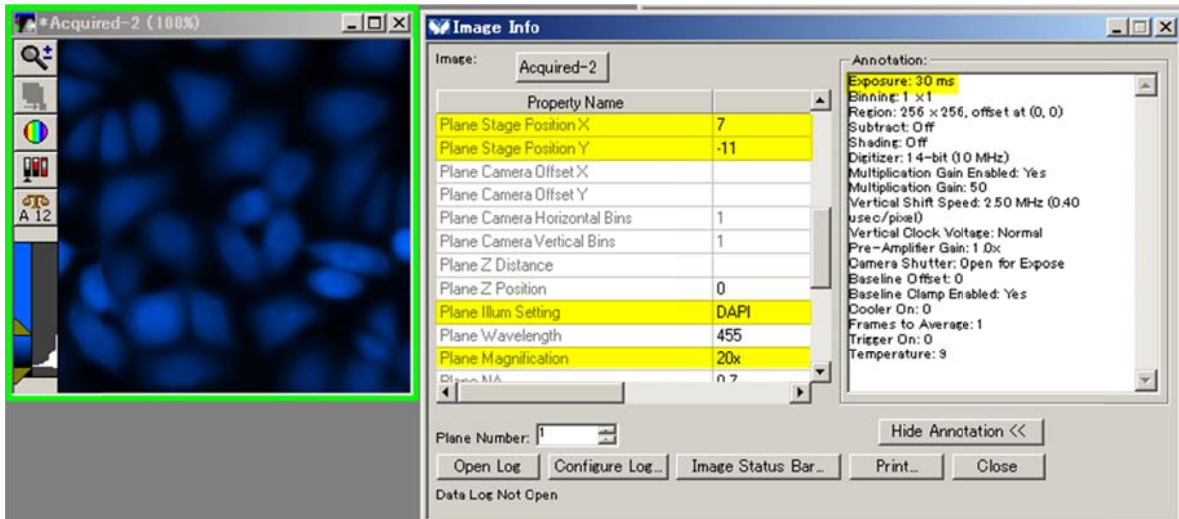 *Acquired-2 (100%)
A 12
Image Info
Image:
Acquired-2
Property Name
Plane Stage Position X 7
Plane Stage Position Y -11
Plane Camera Offset X
Plane Camera Offset Y
Plane Camera Horizontal Bins 1
Plane Camera Vertical Bins 1
Plane Z Distance
Plane Z Position 0
Plane Illum Setting DAPI
Plane Wavelength 455
Plane Magnification 20x
Plane NA 0.7
Plane Number: 1
Open Log
Configure Log...
Image Status Bar...
Print...
Close
Data Log Not Open
Annotation:
Exposure: 30 ms
Binning: 1 x 1
Region: 256 x 256, offset at (0, 0)
Subtract: Off
Shading: Off
Digitizer: 14-bit (10 MHz)
Multiplication Gain Enabled: Yes
Multiplication Gain: 50
Vertical Shift Speed: 2.50 MHz (0.40
usec/pixel)
Vertical Clock Voltage: Normal
Pre-Amplifier Gain: 1.0x
Camera Shutter: Open for Expose
Baseline Offset: 0
Baseline Clamp Enabled: Yes
Cooler On: 0
Frames to Average: 1
Trigger On: 0
Temperature: 9
Hide Annotation <<